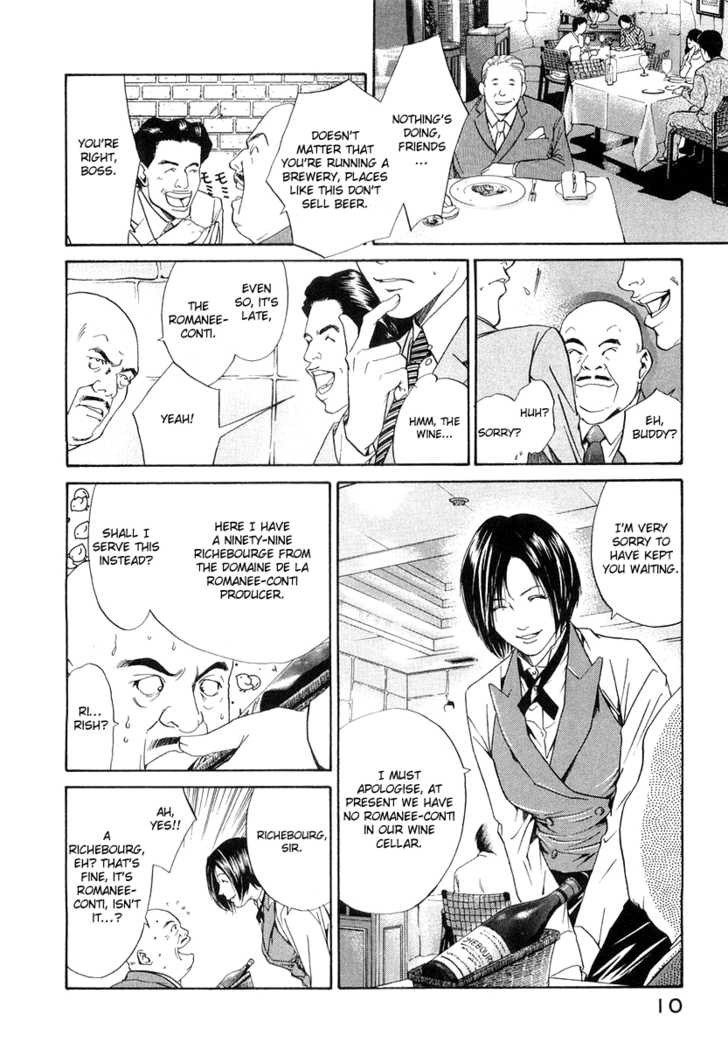 NOTHING'S
DOING,
FRIENDS
...
DOESN'T
MATTER THAT
YOU'RE RUNNING A
BREWERY, PLACES
LIKE THIS DON'T
SELL BEER.
YOU'RE
RIGHT,
BOSS.
EH,
BUDDY?
HUH?
SORRY?
HMM, THE
WINE...
EVEN
SO, IT'S
LATE,
THE
ROMANEE-
CONTI.
YEAH!
I'M VERY
SORRY TO
HAVE KEPT
YOU WAITING.
I MUST
APOLOGISE, AT
PRESENT WE HAVE
NO ROMANEE-CONTI
IN OUR WINE
CELLAR.
RICHEBOURG
HERE I HAVE
A NINETY-NINE
RICHEBOURGE FROM
THE DOMAINE DE LA
ROMANEE-CONTI
PRODUCER.
SHALL I
SERVE THIS
INSTEAD?
RI...
RISH?
RICHEBOURG,
SIR.
AH,
YES!!
A
RICHEBOURG,
EH? THAT'S
FINE, IT'S
ROMANEE-
CONTI,
ISN'T
IT...?
10